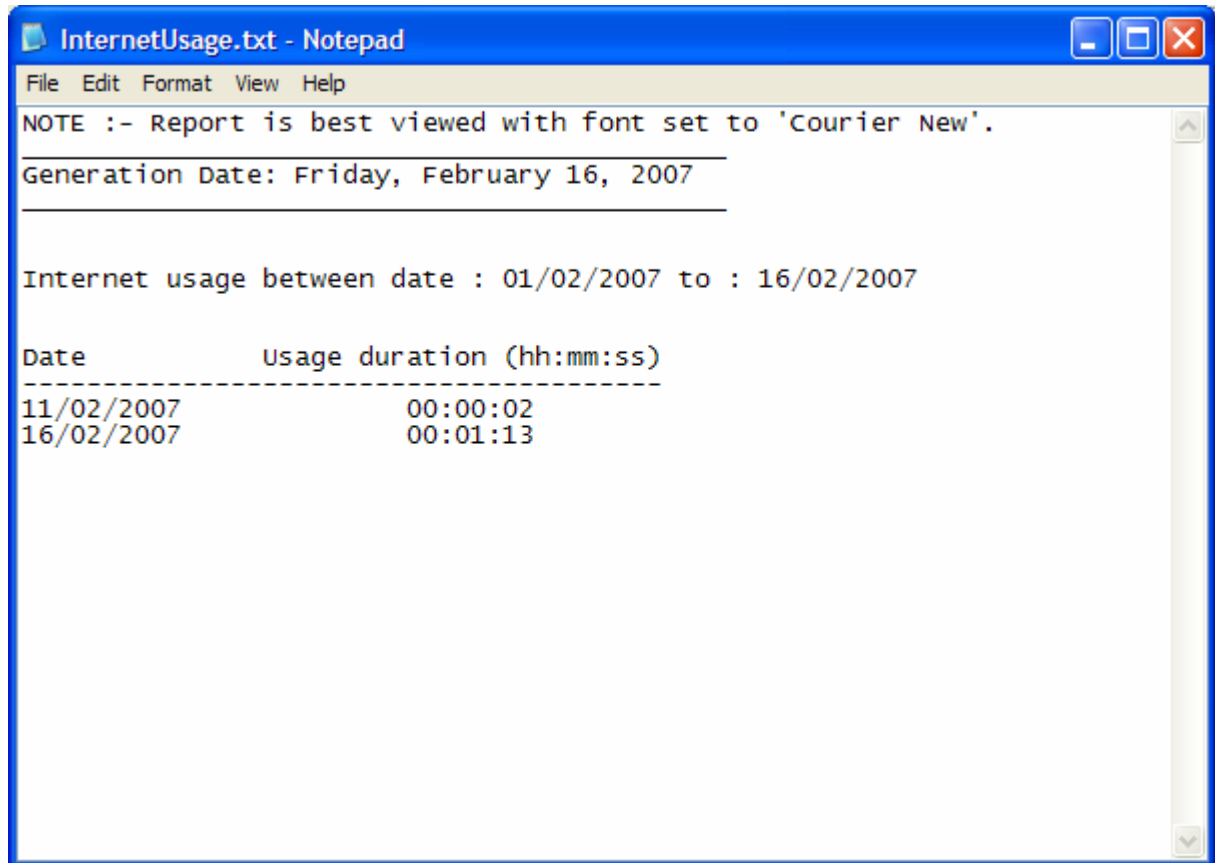 InternetUsage.txt - Notepad
File Edit Format View Help
NOTE :- Report is best viewed with font set to 'Courier New'.
____________________________________________
Generation Date: Friday, February 16, 2007
____________________________________________
Internet usage between date : 01/02/2007 to : 16/02/2007
Date Usage duration (hh:mm:ss)
----------------------------------------
11/02/2007 00:00:02
16/02/2007 00:01:13